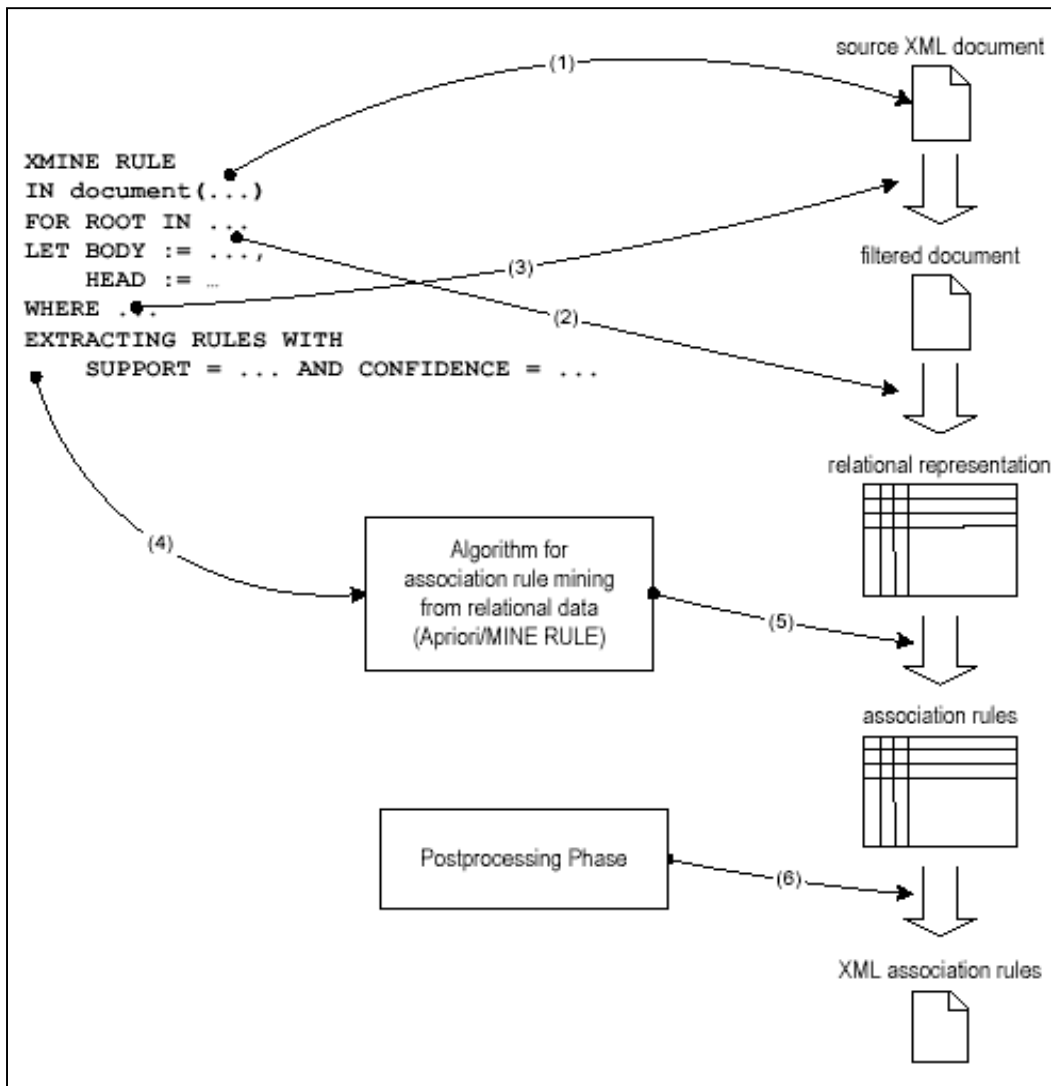 source XML document
(1)
XMINE RULE
IN document(...)
FOR ROOT IN ...
LET BODY := ...,
HEAD := …
WHERE ...
EXTRACTING RULES WITH
SUPPORT = ... AND CONFIDENCE = ...
(3)
(2)
filtered document
relational representation
(4)
Algorithm for
association rule mining
from relational data
(Apriori/MINE RULE)
(5)
association rules
Postprocessing Phase
(6)
XML association rules